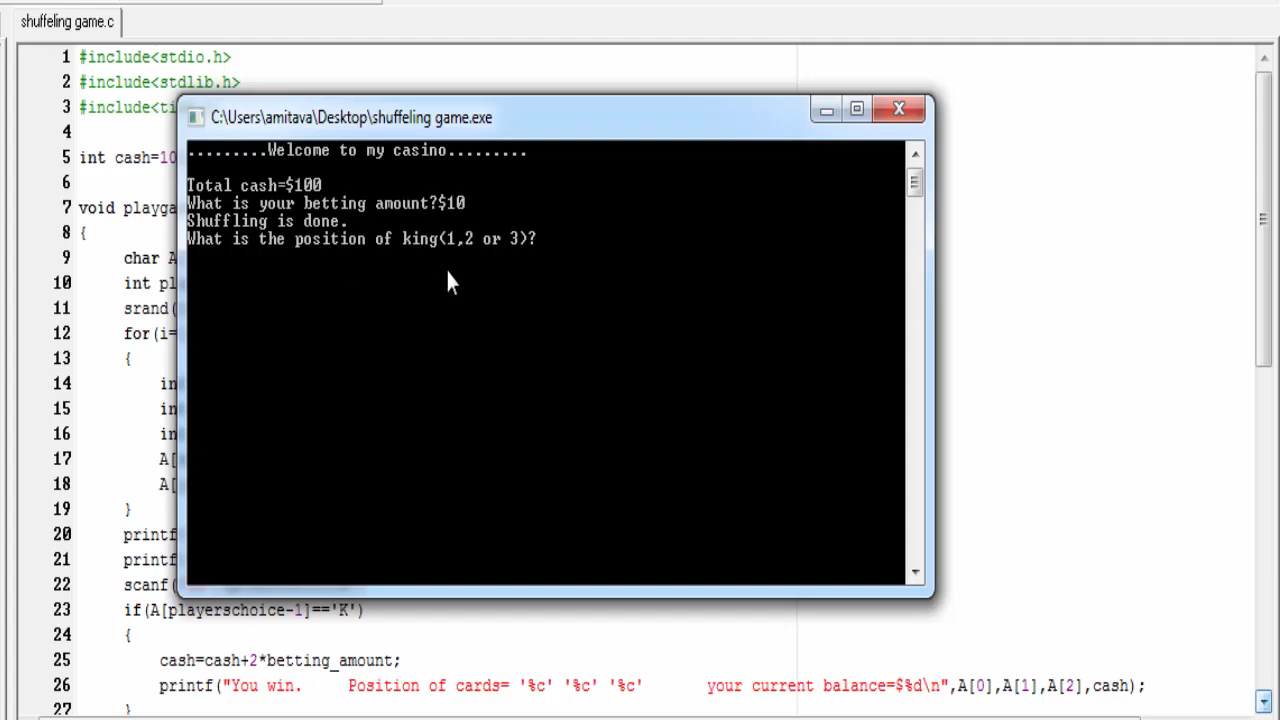 shuffeling game.c
1 #include<stdio.h>
2 #include<stdlib.h>
3 #include<ti
C:\Users\amitava\Desktop\shuffeling game.exe
.........Welcome to my casino.........
Total cash=$100
What is your betting amount?$10
Shuffling is done.
What is the position of king(1,2 or 3)?
4
5 int cash=10
6
7 void playga
8 {
9 char A
10 int pl
11 srand(
12 for(i=
13 {
14 in
15 in
16 in
17 A[
18 A[
19 }
20 printf
21 printf
22 scanf(
23 if(A[playerschoice-1]=='K')
24 {
25 cash=cash+2*betting_amount;
26 printf("You win. Position of cards= '%c' '%c' '%c' your current balance=$%d\n",A[0],A[1],A[2],cash);
27 }